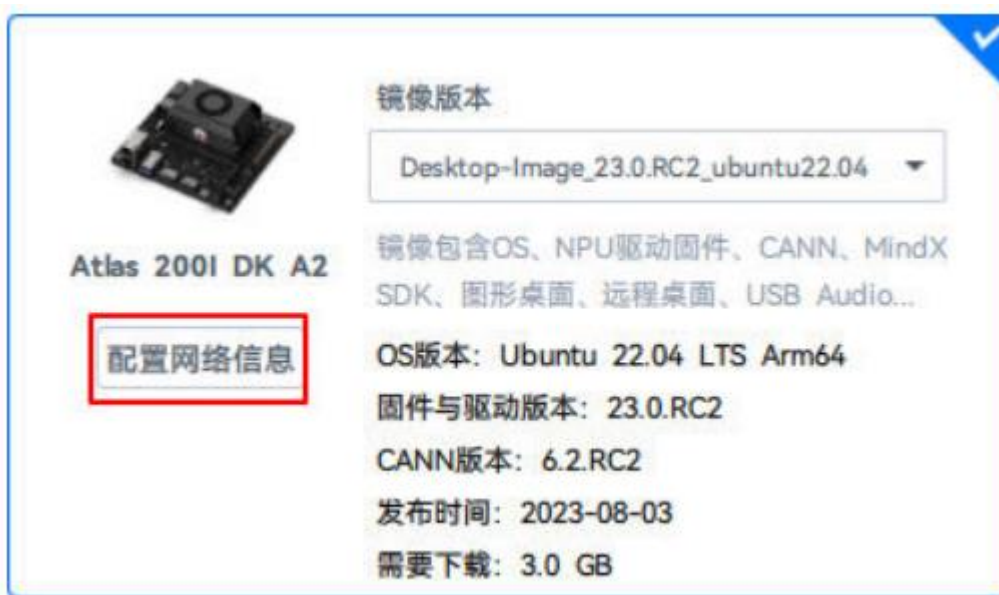 镜像版本
Desktop-Image_23.0.RC2_ubuntu22.04
镜像包含OS、NPU驱动固件、CANN、MindX
SDK、图形桌面、远程桌面、USB Audio...
Atlas 200I DK A2
配置网络信息
OS版本：Ubuntu 22.04 LTS Arm64
固件与驱动版本：23.0.RC2
CANN版本：6.2.RC2
发布时间：2023-08-03
需要下载：3.0 GB